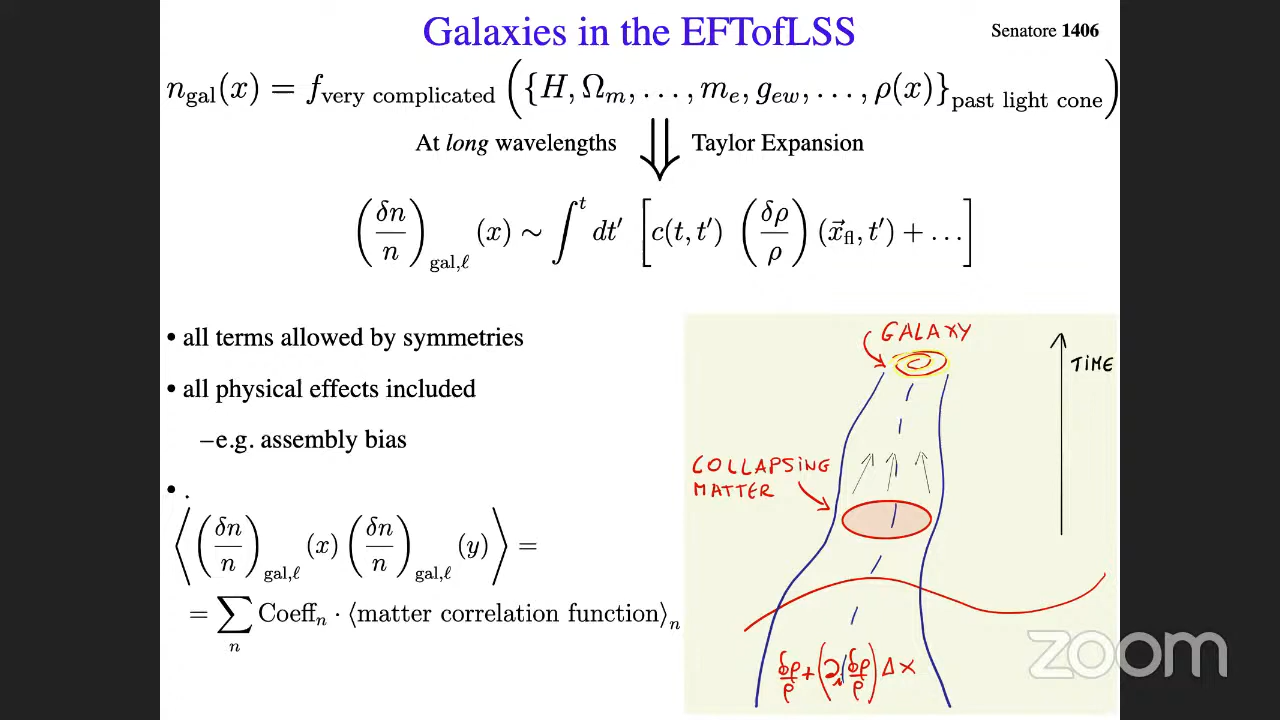 Galaxies in the EFTofLSS
Senatore 1406
n_gal(x) = f_very complicated ({H, Ω_m, . . . , m_e, g_ew, . . . , ρ(x)}_past light cone)
At long wavelengths ⇓ Taylor Expansion
(δn/n)_gal,ℓ (x) ∼ ∫^t dt′ [c(t, t′) (δρ/ρ) (x⃗_fl, t′) + . . .]
• all terms allowed by symmetries
• all physical effects included
–e.g. assembly bias
• .
⟨(δn/n)_gal,ℓ (x) (δn/n)_gal,ℓ (y)⟩ =
= ∑_n Coeff_n · ⟨matter correlation function⟩_n
GALAXY
TIME
COLLAPSING
MATTER
δρ/ρ + (∂_i δρ/ρ) Δx
zoom